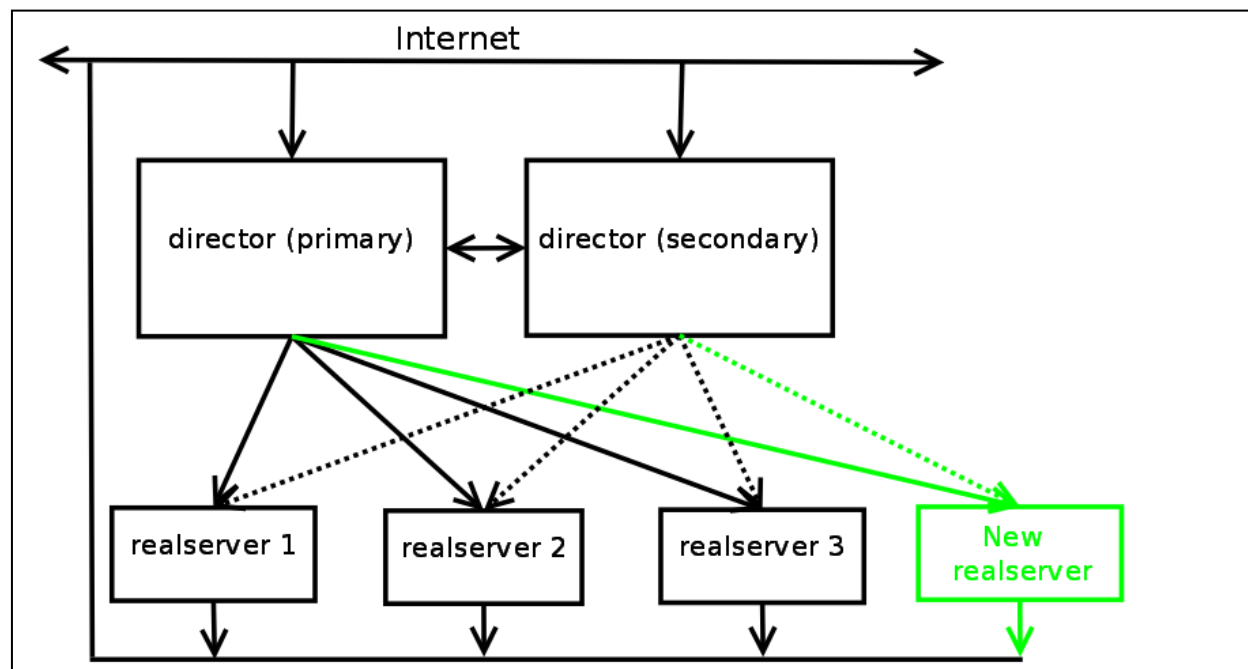 Internet
director (primary)
director (secondary)
realserver 1
realserver 2
realserver 3
New
realserver